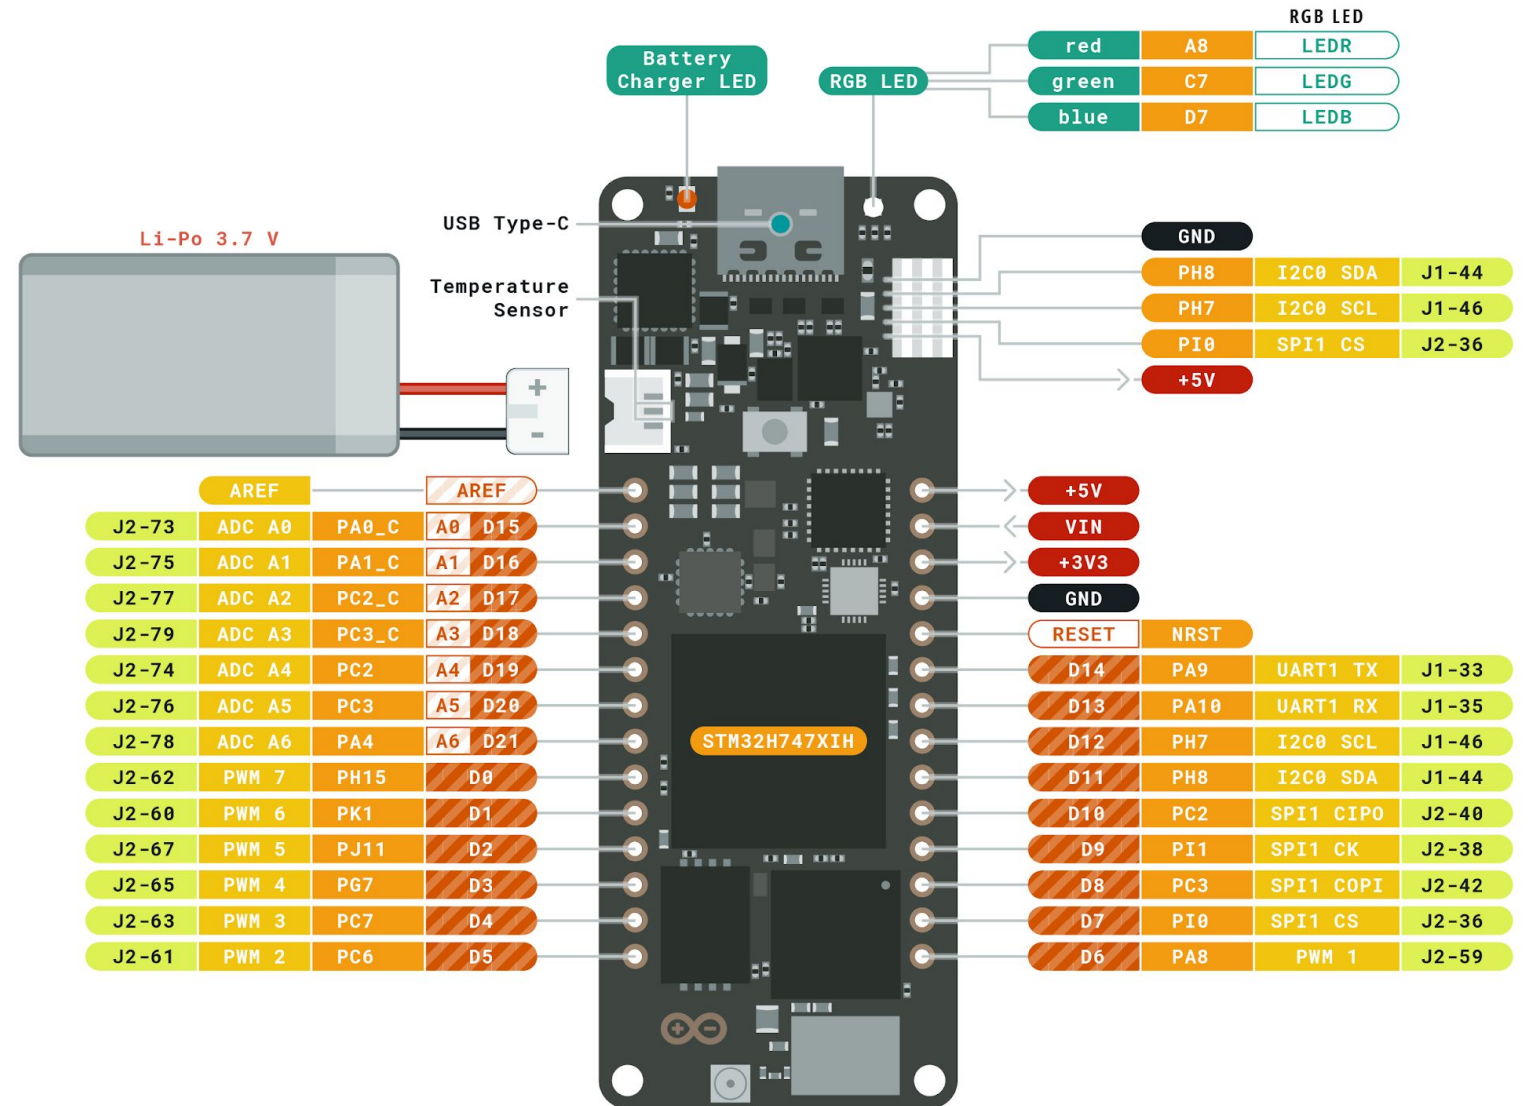 RGB LED
Battery
Charger LED
RGB LED
red A8 LEDR
green C7 LEDG
blue D7 LEDB
USB Type-C
Li-Po 3.7 V
Temperature
Sensor
GND
PH8 I2C0 SDA J1-44
PH7 I2C0 SCL J1-46
PI0 SPI1 CS J2-36
+5V
+
-
AREF AREF
J2-73 ADC A0 PA0_C A0 D15
J2-75 ADC A1 PA1_C A1 D16
J2-77 ADC A2 PC2_C A2 D17
J2-79 ADC A3 PC3_C A3 D18
J2-74 ADC A4 PC2 A4 D19
J2-76 ADC A5 PC3 A5 D20
J2-78 ADC A6 PA4 A6 D21
J2-62 PWM 7 PH15 D0
J2-60 PWM 6 PK1 D1
J2-67 PWM 5 PJ11 D2
J2-65 PWM 4 PG7 D3
J2-63 PWM 3 PC7 D4
J2-61 PWM 2 PC6 D5
STM32H747XIH
+5V
VIN
+3V3
GND
RESET NRST
D14 PA9 UART1 TX J1-33
D13 PA10 UART1 RX J1-35
D12 PH7 I2C0 SCL J1-46
D11 PH8 I2C0 SDA J1-44
D10 PC2 SPI1 CIPO J2-40
D9 PI1 SPI1 CK J2-38
D8 PC3 SPI1 COPI J2-42
D7 PI0 SPI1 CS J2-36
D6 PA8 PWM 1 J2-59